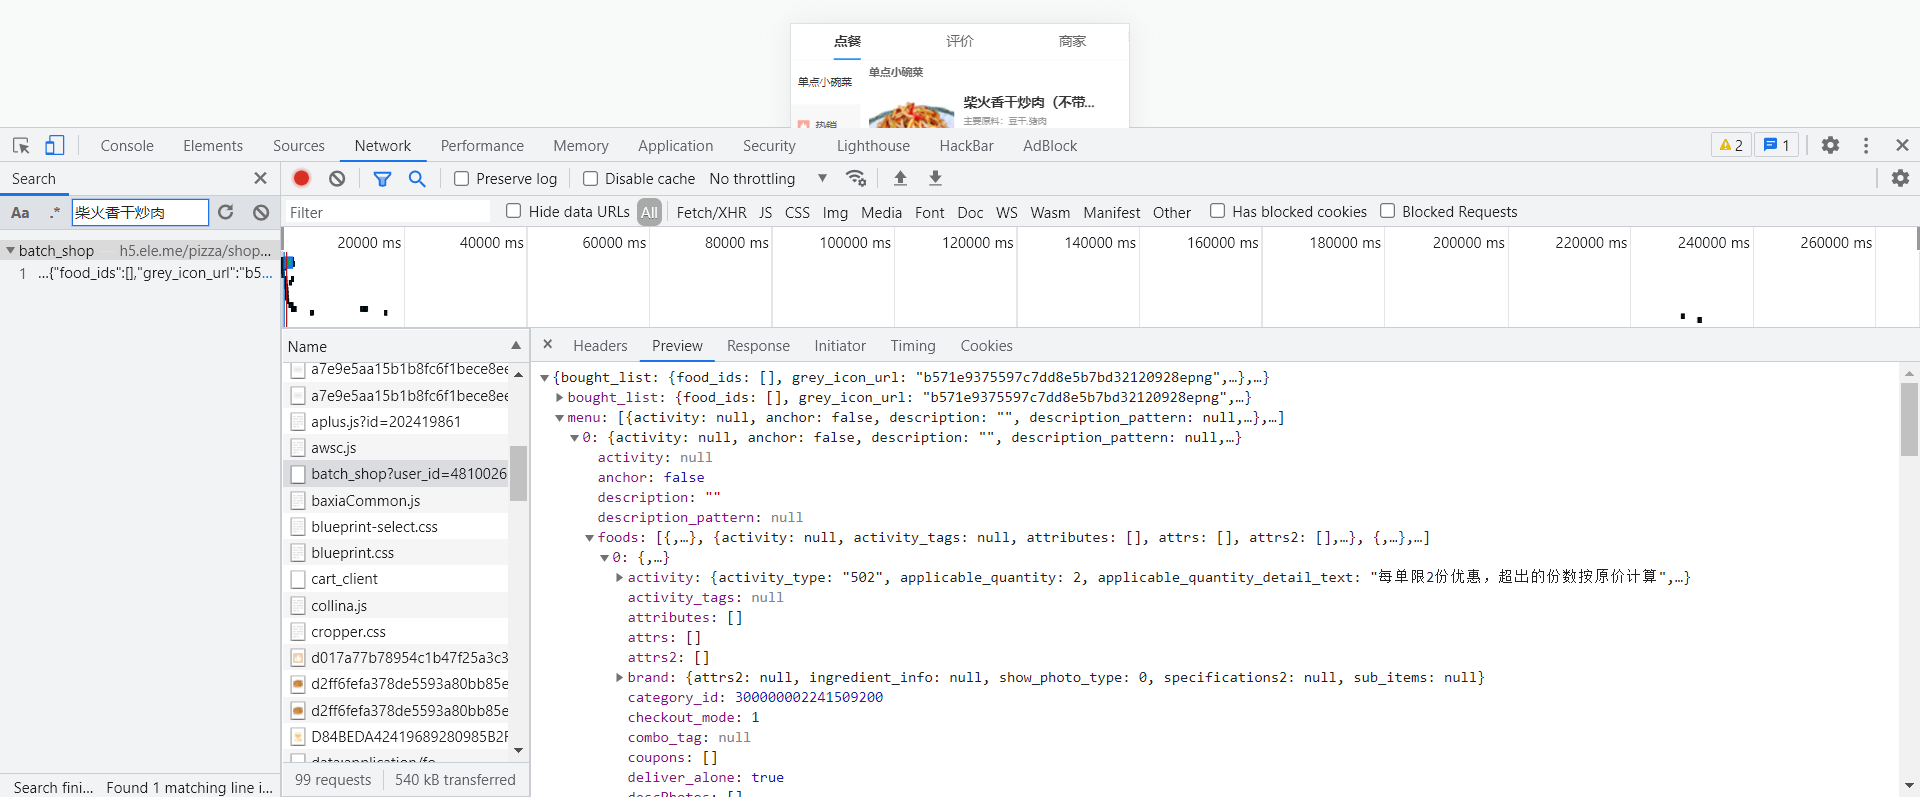 点餐 评价 商家
单点小碗菜 单点小碗菜
柴火香干炒肉（不带...
主要原料：豆干,猪肉
热销
Console Elements Sources Network Performance Memory Application Security Lighthouse HackBar AdBlock 2 1
Search
Preserve log Disable cache No throttling
Aa .* 柴火香干炒肉
Filter Hide data URLs All Fetch/XHR JS CSS Img Media Font Doc WS Wasm Manifest Other Has blocked cookies Blocked Requests
20000 ms 40000 ms 60000 ms 80000 ms 100000 ms 120000 ms 140000 ms 160000 ms 180000 ms 200000 ms 220000 ms 240000 ms 260000 ms
batch_shop h5.ele.me/pizza/shop...
1 ...{"food_ids":[],"grey_icon_url":"b5...
Name
a7e9e5aa15b1b8fc6f1bece8ee
a7e9e5aa15b1b8fc6f1bece8ee
aplus.js?id=202419861
awsc.js
batch_shop?user_id=4810026
baxiaCommon.js
blueprint-select.css
blueprint.css
cart_client
collina.js
cropper.css
d017a77b78954c1b47f25a3c3
d2ff6fefa378de5593a80bb85e
d2ff6fefa378de5593a80bb85e
D84BEDA42419689280985B2F
data:application/fo
99 requests 540 kB transferred
Headers Preview Response Initiator Timing Cookies
{bought_list: {food_ids: [], grey_icon_url: "b571e9375597c7dd8e5b7bd32120928epng",…},…}
bought_list: {food_ids: [], grey_icon_url: "b571e9375597c7dd8e5b7bd32120928epng",…}
menu: [{activity: null, anchor: false, description: "", description_pattern: null,…},…]
0: {activity: null, anchor: false, description: "", description_pattern: null,…}
activity: null
anchor: false
description: ""
description_pattern: null
foods: [{,…}, {activity: null, activity_tags: null, attributes: [], attrs: [], attrs2: [],…}, {,…},…]
0: {,…}
activity: {activity_type: "502", applicable_quantity: 2, applicable_quantity_detail_text: "每单限2份优惠，超出的份数按原价计算",…}
activity_tags: null
attributes: []
attrs: []
attrs2: []
brand: {attrs2: null, ingredient_info: null, show_photo_type: 0, specifications2: null, sub_items: null}
category_id: 300000002241509200
checkout_mode: 1
combo_tag: null
coupons: []
deliver_alone: true
descPhotos: []
Search fini... Found 1 matching line i...